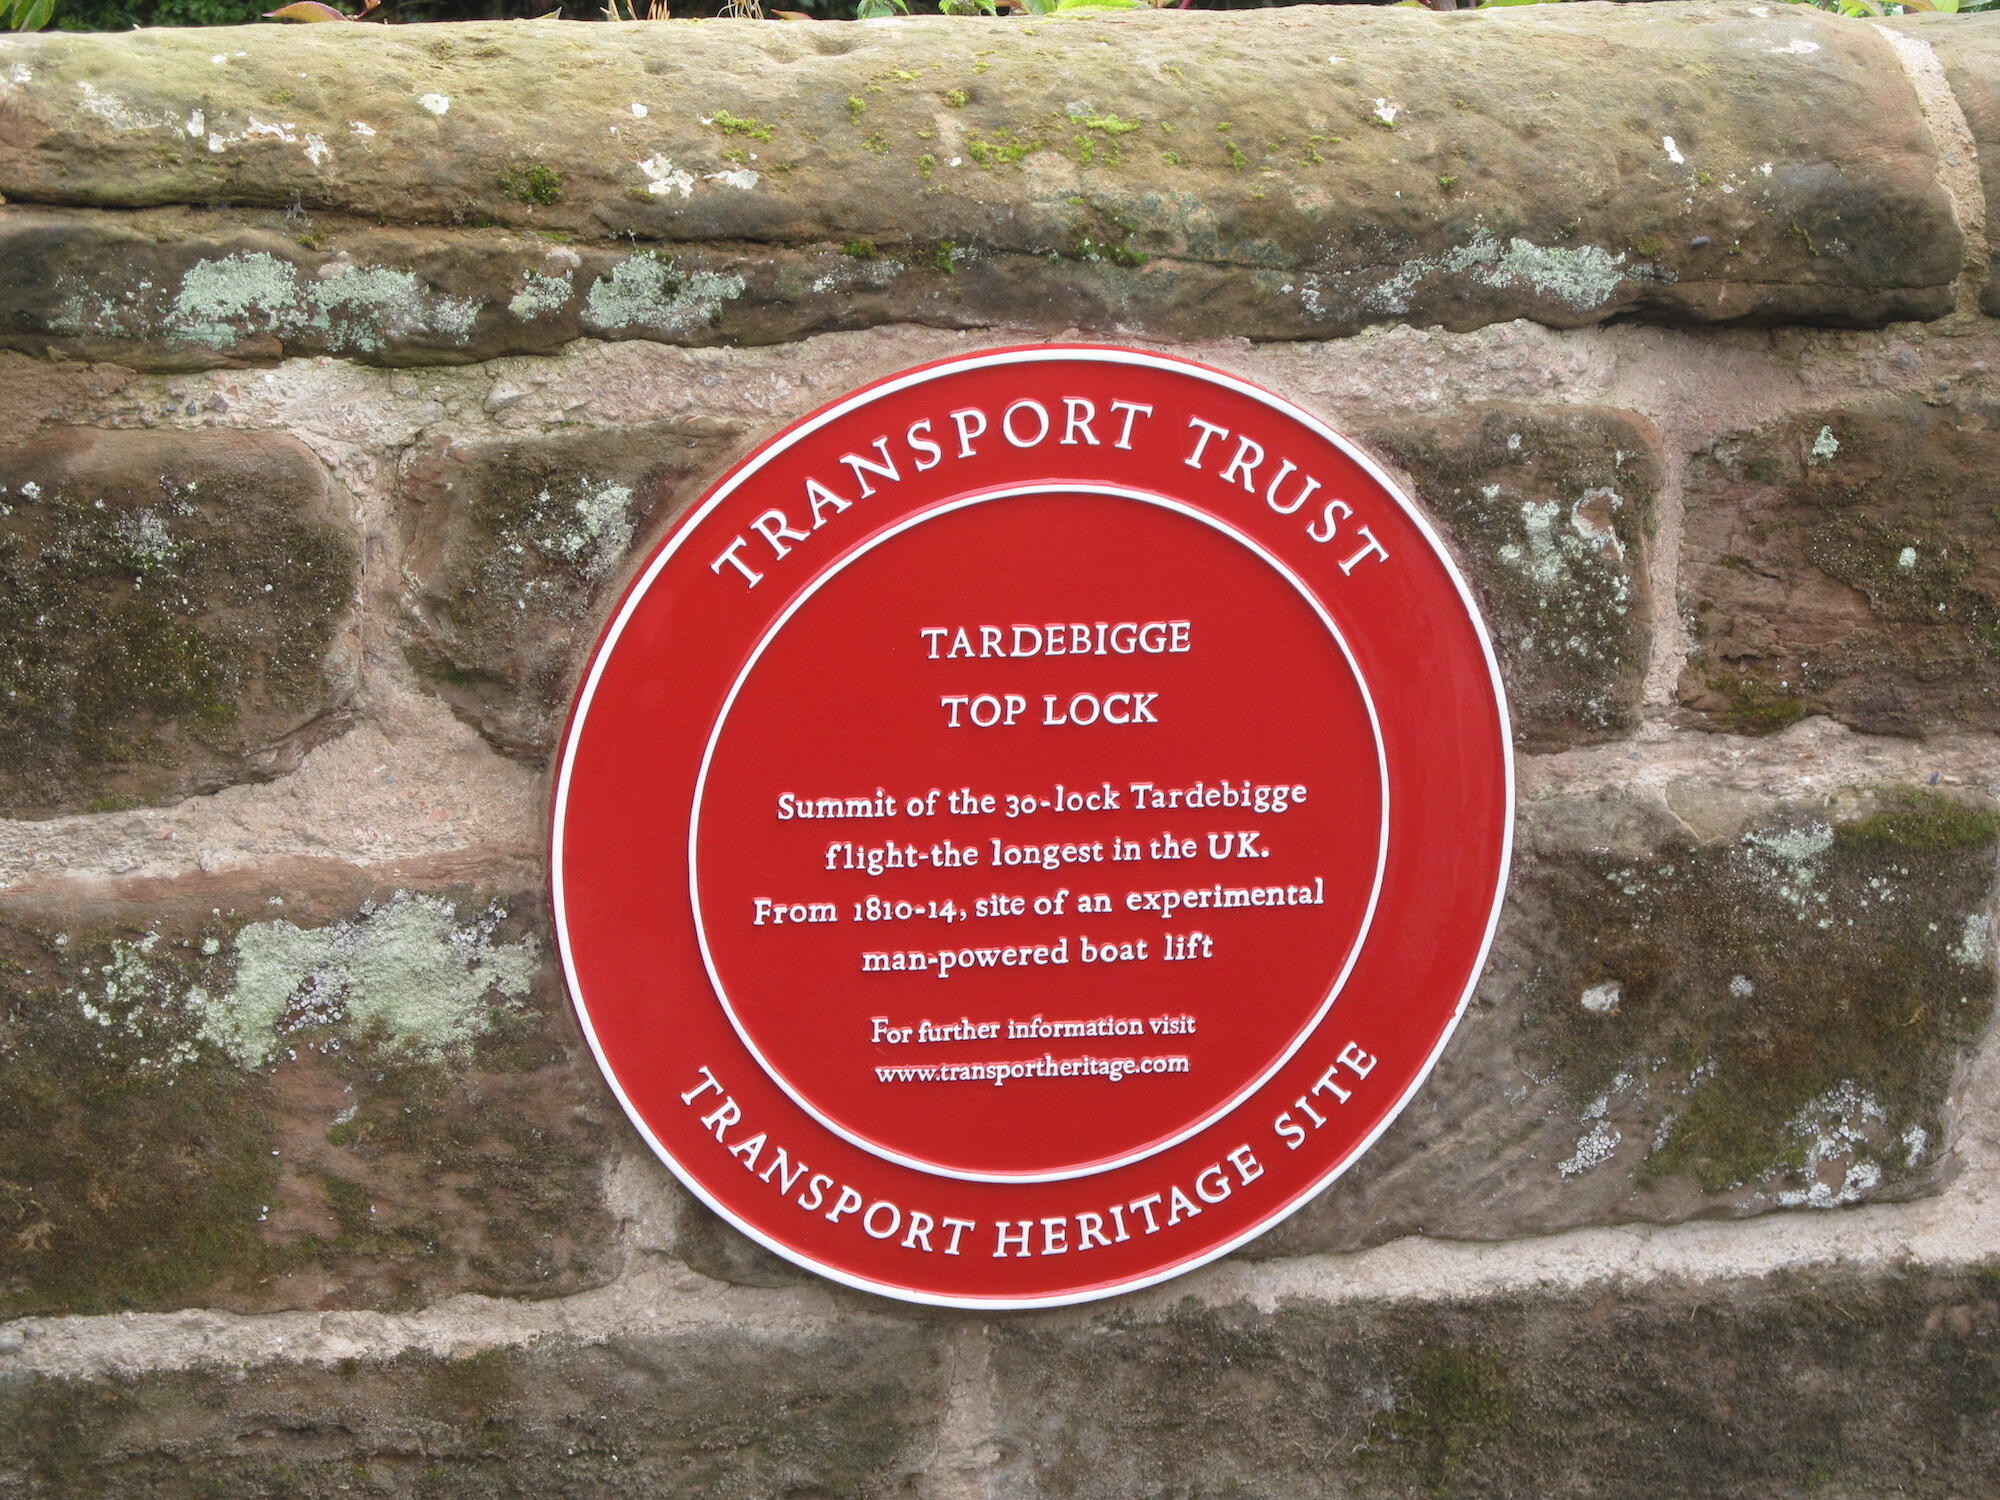 TRANSPORT TRUST
TARDEBIGGE
TOP LOCK
Summit of the 30-lock Tardebigge
flight-the longest in the UK.
From 1810-14, site of an experimental
man-powered boat lift
For further information visit
www.transportheritage.com
TRANSPORT HERITAGE SITE